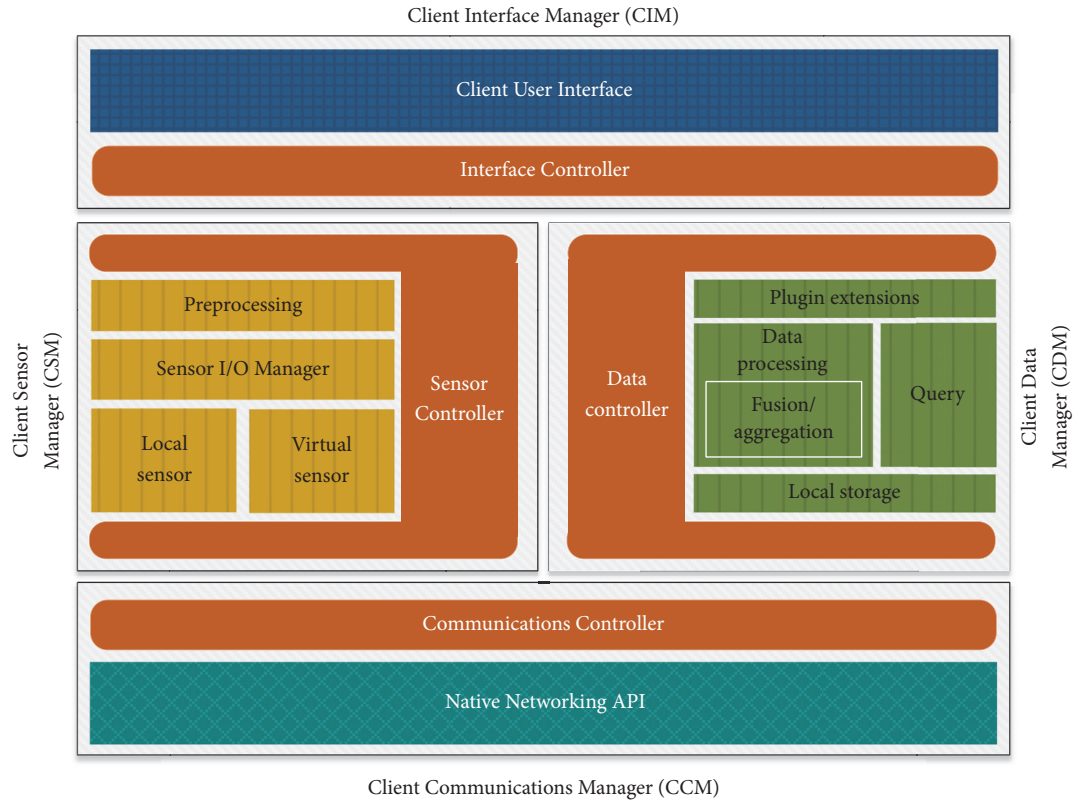 Client Interface Manager (CIM)
Client User Interface
Interface Controller
Client Sensor
Manager (CSM)
Preprocessing
Sensor I/O Manager
Local
sensor
Virtual
sensor
Sensor
Controller
Data
controller
Plugin extensions
Data
processing
Fusion/
aggregation
Query
Local storage
Client Data
Manager (CDM)
Communications Controller
Native Networking API
Client Communications Manager (CCM)